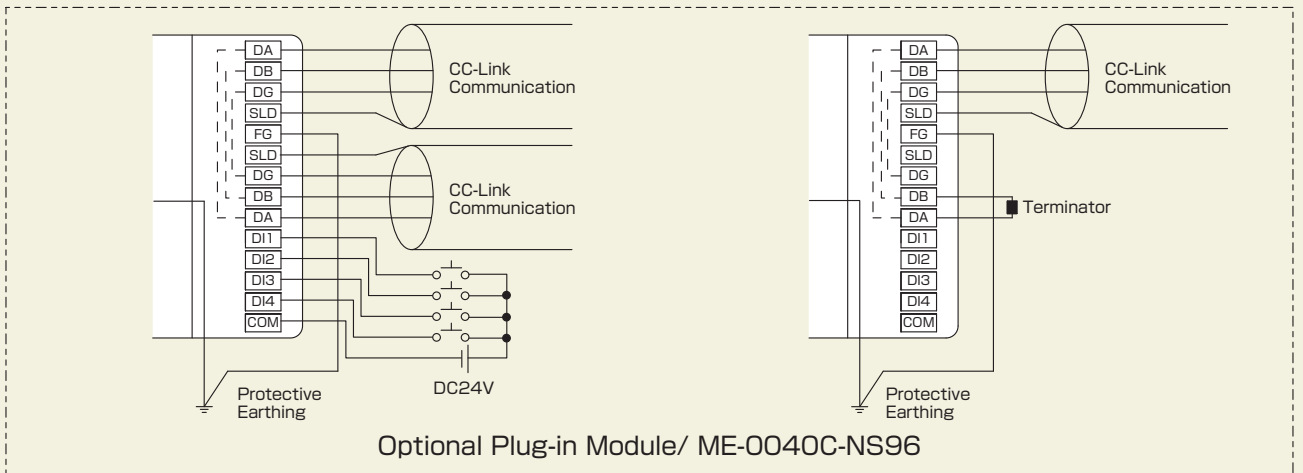 DA
DB
DG
SLD
FG
SLD
DG
DB
DA
DI1
DI2
DI3
DI4
COM
CC-Link
Communication
CC-Link
Communication
DC24V
Protective
Earthing
DA
DB
DG
SLD
FG
SLD
DG
DB
DA
DI1
DI2
DI3
DI4
COM
CC-Link
Communication
Terminator
Protective
Earthing
Optional Plug-in Module/ ME-0040C-NS96